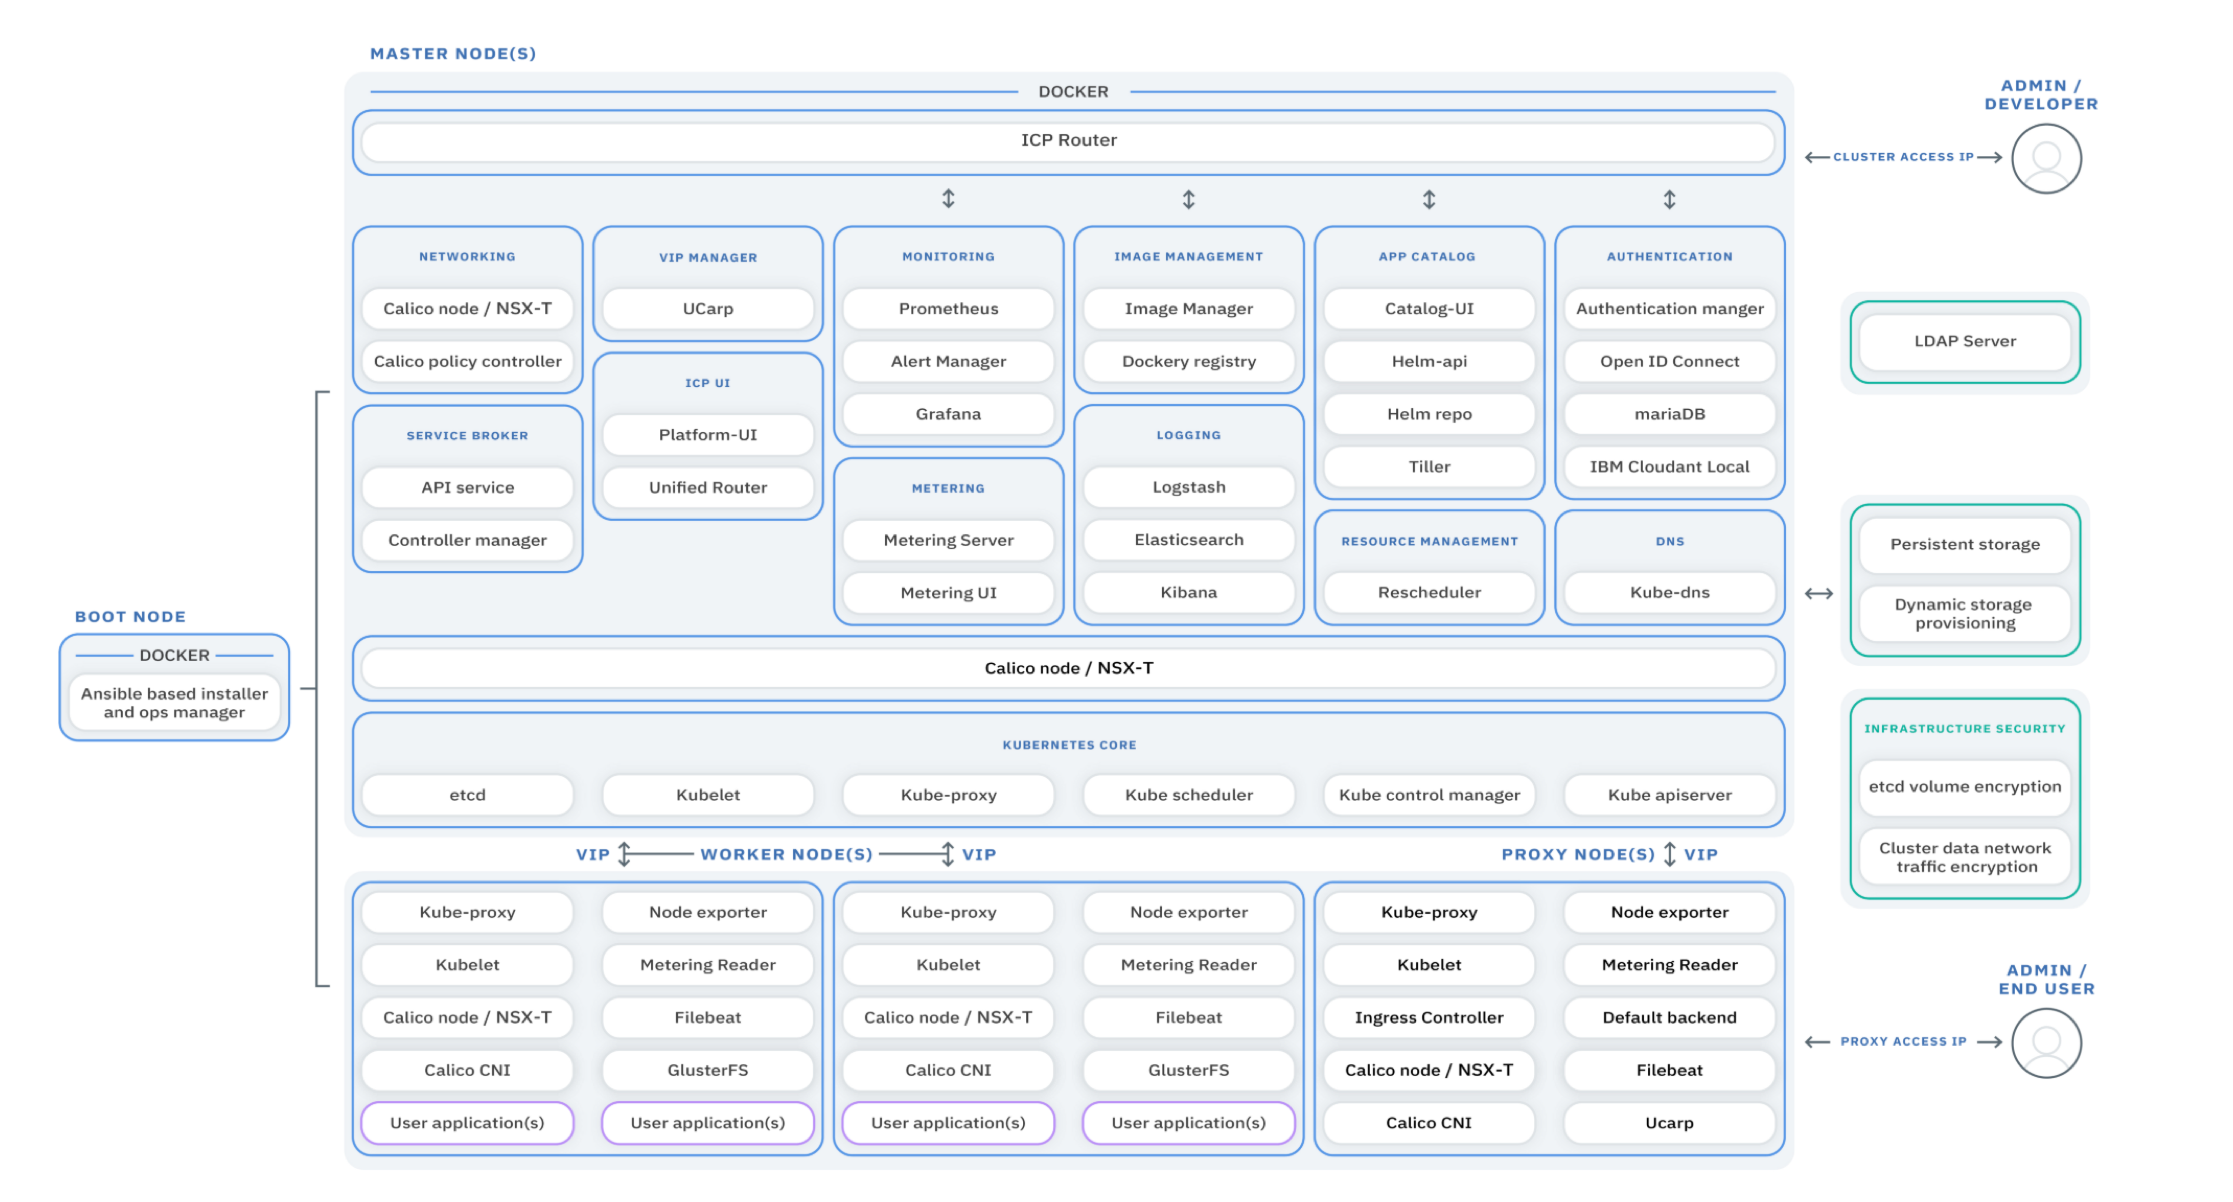 MASTER NODE(S)
DOCKER
ICP Router
ADMIN /
DEVELOPER
CLUSTER ACCESS IP
NETWORKING
Calico node / NSX-T
Calico policy controller
SERVICE BROKER
API service
Controller manager
VIP MANAGER
UCarp
ICP UI
Platform-UI
Unified Router
MONITORING
Prometheus
Alert Manager
Grafana
METERING
Metering Server
Metering UI
IMAGE MANAGEMENT
Image Manager
Dockery registry
LOGGING
Logstash
Elasticsearch
Kibana
APP CATALOG
Catalog-UI
Helm-api
Helm repo
Tiller
RESOURCE MANAGEMENT
Rescheduler
AUTHENTICATION
Authentication manger
Open ID Connect
mariaDB
IBM Cloudant Local
DNS
Kube-dns
LDAP Server
Persistent storage
Dynamic storage
provisioning
BOOT NODE
DOCKER
Ansible based installer
and ops manager
Calico node / NSX-T
KUBERNETES CORE
etcd
Kubelet
Kube-proxy
Kube scheduler
Kube control manager
Kube apiserver
INFRASTRUCTURE SECURITY
etcd volume encryption
Cluster data network
traffic encryption
VIP
WORKER NODE(S)
VIP
PROXY NODE(S)
VIP
Kube-proxy
Node exporter
Kubelet
Metering Reader
Calico node / NSX-T
Filebeat
Calico CNI
GlusterFS
User application(s)
User application(s)
Kube-proxy
Node exporter
Kubelet
Metering Reader
Calico node / NSX-T
Filebeat
Calico CNI
GlusterFS
User application(s)
User application(s)
Kube-proxy
Node exporter
Kubelet
Metering Reader
Ingress Controller
Default backend
Calico node / NSX-T
Filebeat
Calico CNI
Ucarp
ADMIN /
END USER
PROXY ACCESS IP